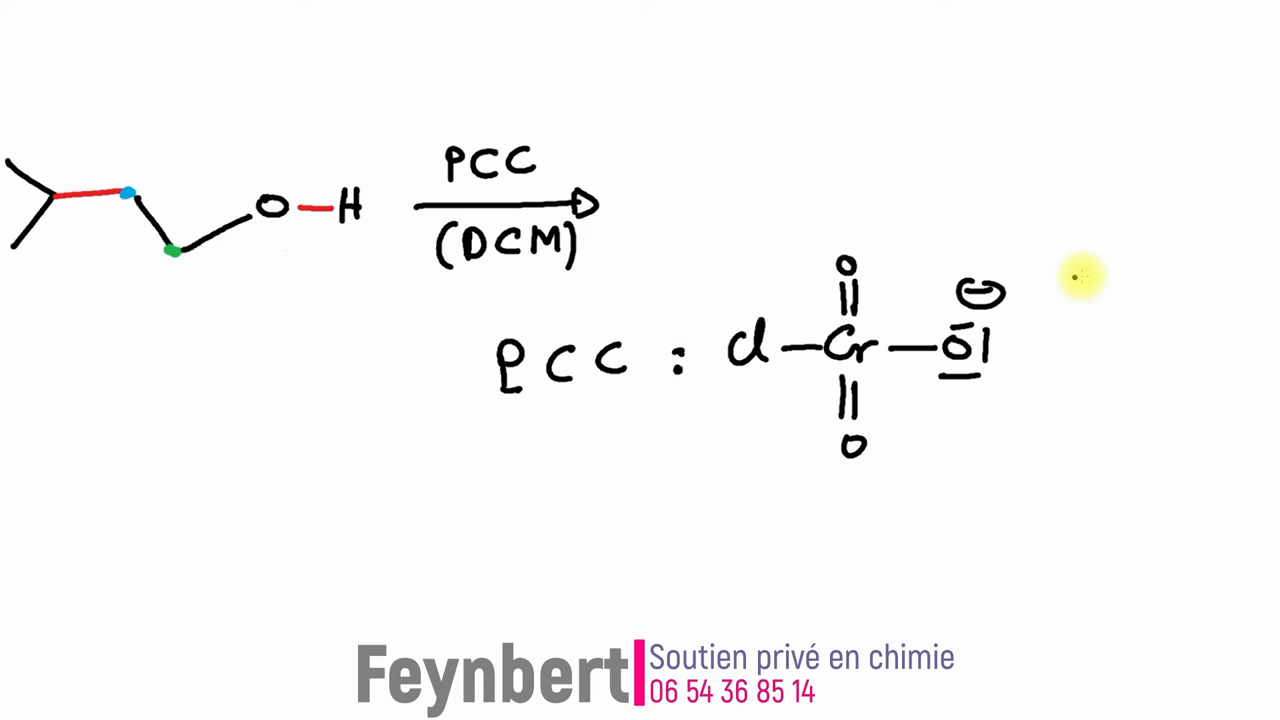 O–H
PCC
(DCM)
O
||
PCC : Cl–Cr–O| ⊖
||
O
Feynbert
Soutien privé en chimie
06 54 36 85 14